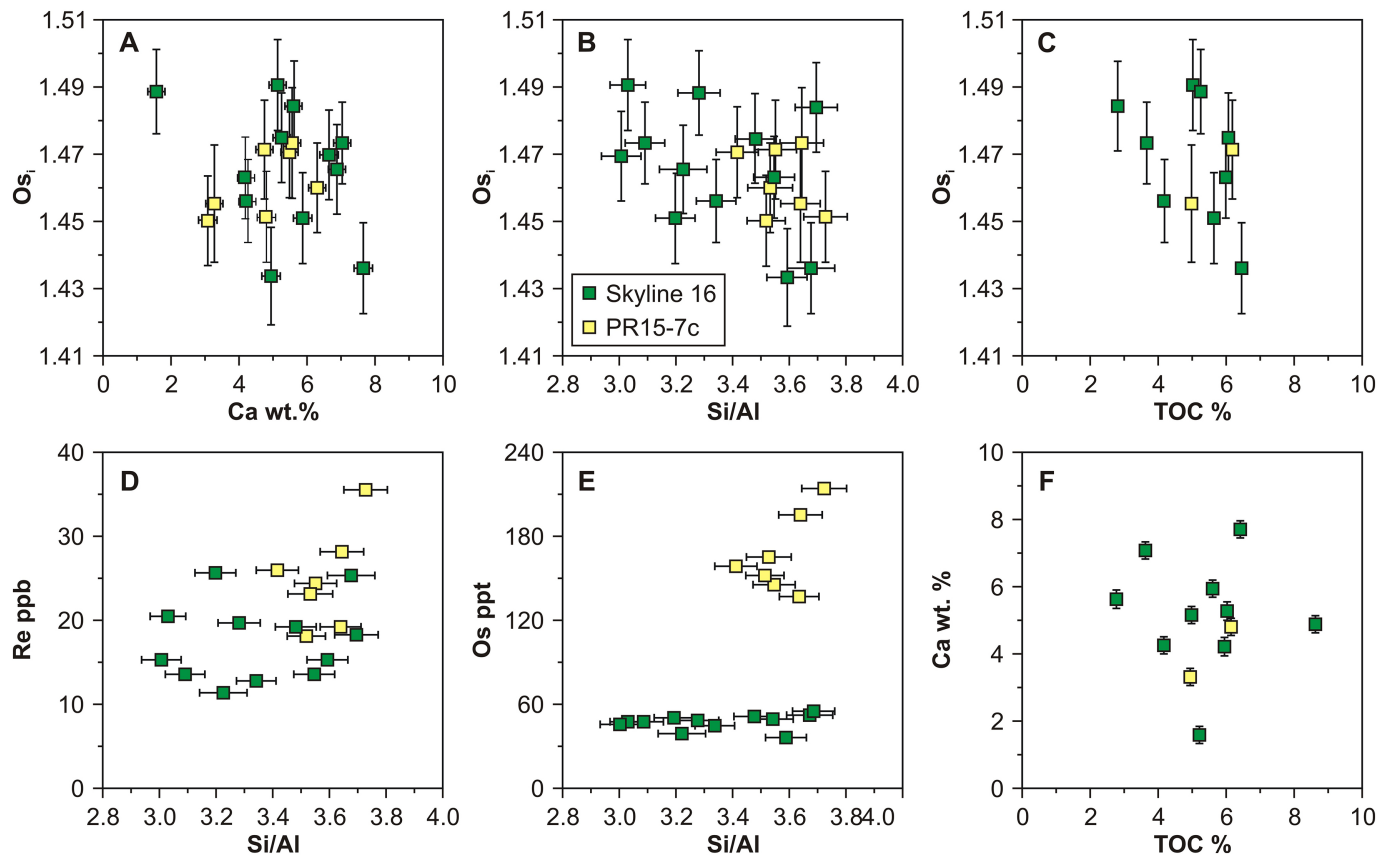 A
1.51
1.49
1.47
1.45
1.43
1.41
Osi
0 2 4 6 8 10
Ca wt.%
B
1.51
1.49
1.47
1.45
1.43
1.41
Osi
Skyline 16
PR15-7c
2.8 3.0 3.2 3.4 3.6 3.8 4.0
Si/Al
C
1.51
1.49
1.47
1.45
1.43
1.41
Osi
0 2 4 6 8 10
TOC %
D
40
30
20
10
0
Re ppb
2.8 3.0 3.2 3.4 3.6 3.8 4.0
Si/Al
E
240
180
120
60
0
Os ppt
2.8 3.0 3.2 3.4 3.6 3.84.0
Si/Al
F
10
8
6
4
2
0
Ca wt. %
0 2 4 6 8 10
TOC %